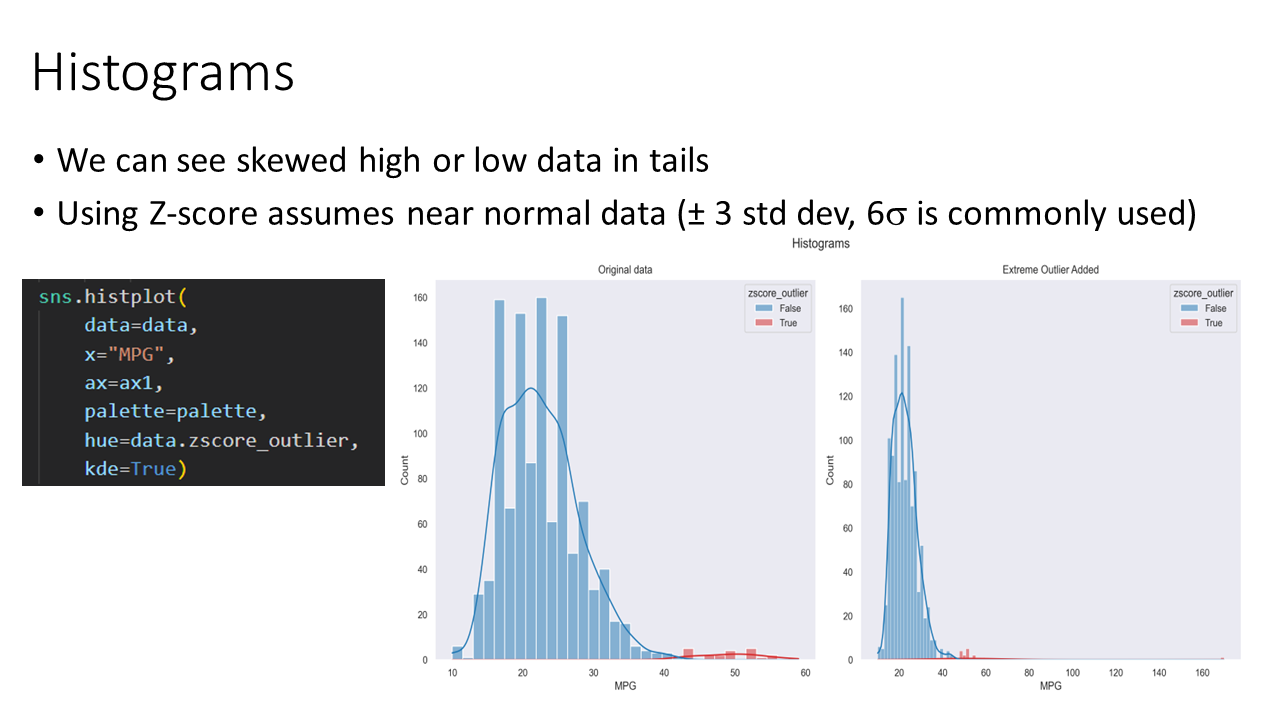 Histograms
• We can see skewed high or low data in tails
• Using Z-score assumes near normal data (± 3 std dev, 6σ is commonly used)
sns.histplot(
data=data,
x="MPG",
ax=ax1,
palette=palette,
hue=data.zscore_outlier,
kde=True)
Histograms
Original data
zscore_outlier
False
True
160
140
120
100
80
60
40
20
0
Count
10 20 30 40 50 60
MPG
Extreme Outlier Added
zscore_outlier
False
True
160
140
120
100
80
60
40
20
0
Count
20 40 60 80 100 120 140 160
MPG